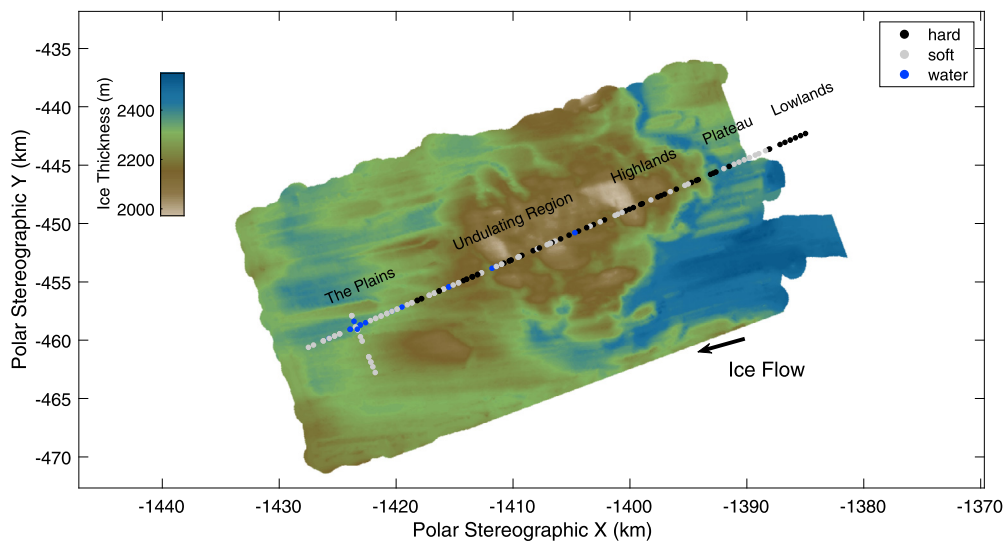 -435
-440
-445
-450
-455
-460
-465
-470
Polar Stereographic Y (km)
Ice Thickness (m)
2400
2200
2000
hard
soft
water
Lowlands
Plateau
Highlands
Undulating Region
The Plains
Ice Flow
-1440
-1430
-1420
-1410
-1400
-1390
-1380
-1370
Polar Stereographic X (km)